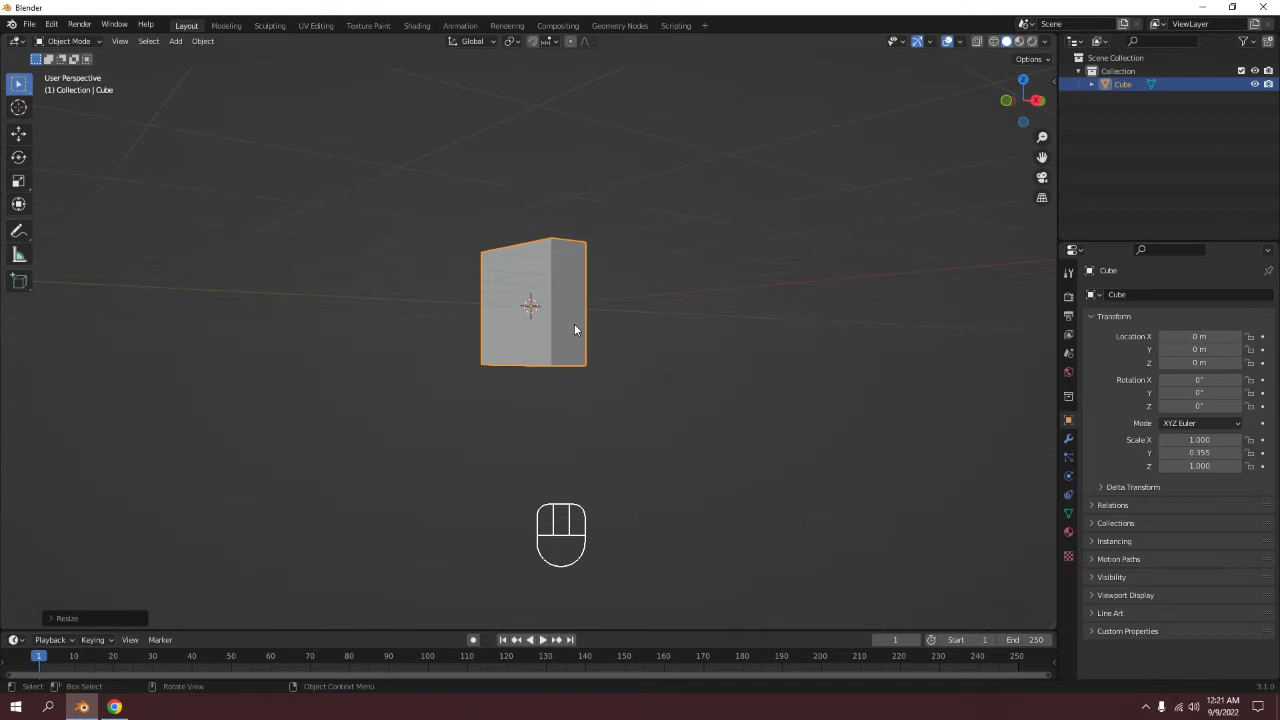 Blender
File Edit Render Window Help
Layout Modeling Sculpting UV Editing Texture Paint Shading Animation Rendering Compositing Geometry Nodes Scripting +
Scene
ViewLayer
Object Mode View Select Add Object
Global
Options
User Perspective
(1) Collection | Cube
X
Z
Scene Collection
Collection
Cube
Cube
Cube
Transform
Location X 0 m
Y 0 m
Z 0 m
Rotation X 0°
Y 0°
Z 0°
Mode XYZ Euler
Scale X 1.000
Y 0.355
Z 1.000
Delta Transform
Relations
Collections
Instancing
Motion Paths
Visibility
Viewport Display
Line Art
Custom Properties
Resize
Playback Keying View Marker
1
Start 1
End 250
1 10 20 30 40 50 60 70 80 90 100 110 120 130 140 150 160 170 180 190 200 210 220 230 240 250
Select Box Select Rotate View Object Context Menu
3.1.0
12:21 AM
9/9/2022